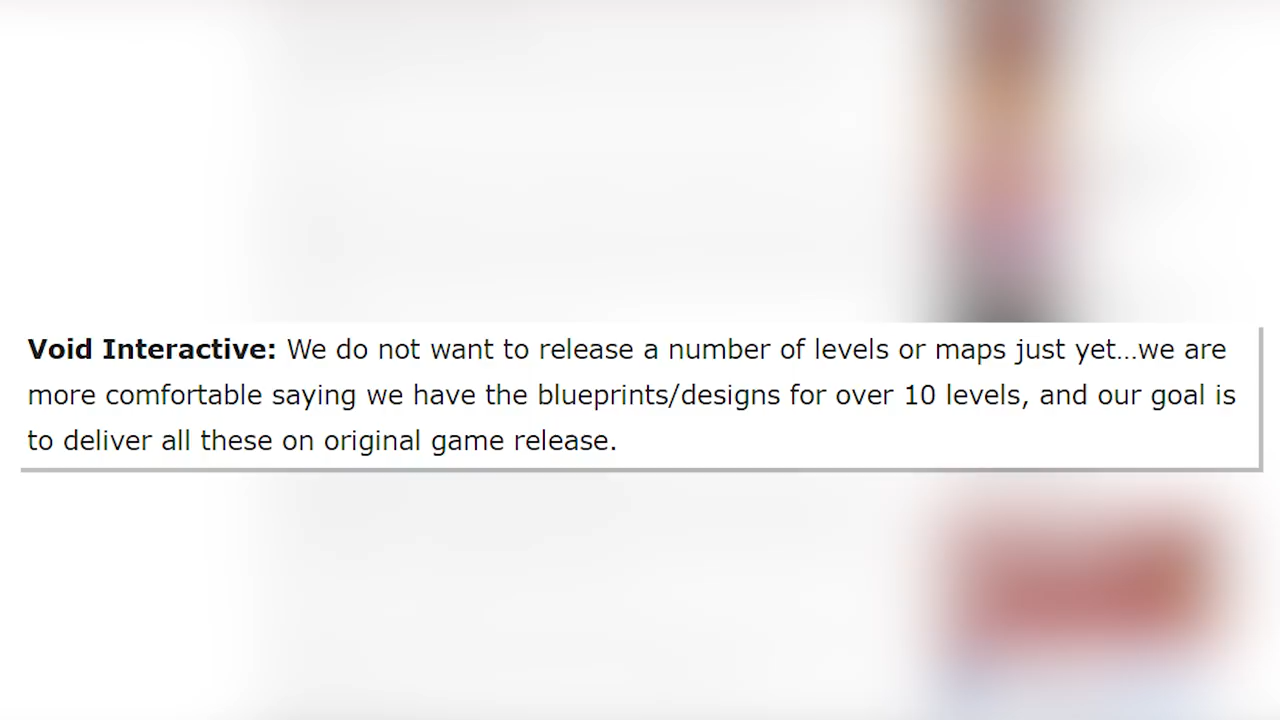 Void Interactive: We do not want to release a number of levels or maps just yet...we are
more comfortable saying we have the blueprints/designs for over 10 levels, and our goal is
to deliver all these on original game release.